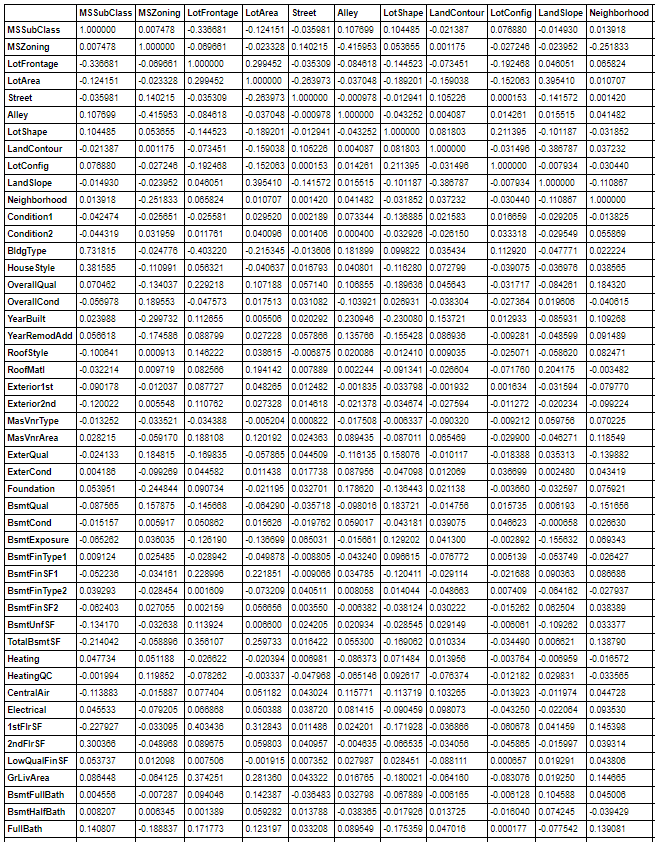 MSSubClass MSZoning LotFrontage LotArea Street Alley LotShape LandContour LotConfig LandSlope Neighborhood
MSSubClass 1.000000 0.007478 -0.336681 -0.124151 -0.035981 0.107699 0.104485 -0.021387 0.076880 -0.014930 0.013918
MSZoning 0.007478 1.000000 -0.069661 -0.023328 0.140215 -0.415953 0.053655 0.001175 -0.027246 -0.023952 -0.251833
LotFrontage -0.336681 -0.069661 1.000000 0.299452 -0.035309 -0.084618 -0.144523 -0.073451 -0.192468 0.046051 0.065824
LotArea -0.124151 -0.023328 0.299452 1.000000 -0.263973 -0.037048 -0.189201 -0.159038 -0.152063 0.395410 0.010707
Street -0.035981 0.140215 -0.035309 -0.263973 1.000000 -0.000978 -0.012941 0.105226 0.000153 -0.141572 0.001420
Alley 0.107699 -0.415953 -0.084618 -0.037048 -0.000978 1.000000 -0.043252 0.004087 0.014261 0.015515 0.041482
LotShape 0.104485 0.053655 -0.144523 -0.189201 -0.012941 -0.043252 1.000000 0.081803 0.211395 -0.101187 -0.031852
LandContour -0.021387 0.001175 -0.073451 -0.159038 0.105226 0.004087 0.081803 1.000000 -0.031496 -0.386787 0.037232
LotConfig 0.076880 -0.027246 -0.192468 -0.152063 0.000153 0.014261 0.211395 -0.031496 1.000000 -0.007934 -0.030440
LandSlope -0.014930 -0.023952 0.046051 0.395410 -0.141572 0.015515 -0.101187 -0.386787 -0.007934 1.000000 -0.110867
Neighborhood 0.013918 -0.251833 0.065824 0.010707 0.001420 0.041482 -0.031852 0.037232 -0.030440 -0.110867 1.000000
Condition1 -0.042474 -0.025651 -0.025581 0.029520 0.002189 0.073344 -0.136885 0.021583 0.016659 -0.029205 -0.013825
Condition2 -0.044319 0.031959 0.011761 0.040096 0.001406 0.000400 -0.032926 -0.026150 0.033318 -0.029549 0.055869
BldgType 0.731815 -0.024776 -0.403220 -0.215345 -0.013606 0.181899 0.099822 0.035434 0.112920 -0.047771 0.022224
HouseStyle 0.381585 -0.110991 0.056321 -0.040637 0.016793 0.040801 -0.116280 0.072799 -0.039075 -0.036976 0.038565
OverallQual 0.070462 -0.134037 0.229218 0.107188 0.057140 0.106855 -0.189636 0.045643 -0.031717 -0.084261 0.184320
OverallCond -0.056978 0.189553 -0.047573 0.017513 0.031082 -0.103921 0.026931 -0.038304 -0.027364 0.019606 -0.040615
YearBuilt 0.023988 -0.299732 0.112655 0.005506 0.020292 0.230946 -0.230080 0.153721 0.012933 -0.085931 0.109268
YearRemodAdd 0.056618 -0.174586 0.088799 0.027228 0.057866 0.135766 -0.155428 0.086936 -0.009281 -0.048599 0.091489
RoofStyle -0.100641 0.000913 0.146222 0.038615 -0.006875 0.020086 -0.012410 0.009035 -0.025071 -0.058620 0.082471
RoofMatl -0.032214 0.009719 0.082566 0.194142 0.007889 0.002244 -0.091341 -0.026604 -0.071760 0.204175 -0.003482
Exterior1st -0.090178 -0.012037 0.087727 0.048265 0.012482 -0.001835 -0.033798 -0.001932 0.001634 -0.031594 -0.079770
Exterior2nd -0.120022 0.005548 0.110762 0.027328 0.014618 -0.021378 -0.034674 -0.027594 -0.011272 -0.020234 -0.099224
MasVnrType -0.013252 -0.033521 -0.034388 -0.005204 0.000822 -0.017508 -0.006337 -0.090320 -0.009212 0.059756 0.070225
MasVnrArea 0.028215 -0.059170 0.188108 0.120192 0.024363 0.089435 -0.087011 0.065469 -0.029900 -0.046271 0.118549
ExterQual -0.024133 0.184815 -0.169835 -0.057865 0.044509 -0.116135 0.158076 -0.010117 -0.018388 0.035313 -0.139882
ExterCond 0.004186 -0.099269 0.044582 0.011438 0.017738 0.087956 -0.047098 0.012069 0.036699 0.002480 0.043419
Foundation 0.053951 -0.244844 0.090734 -0.021195 0.032701 0.178620 -0.136443 0.021138 -0.003660 -0.032597 0.075921
BsmtQual -0.087565 0.157875 -0.145668 -0.064290 -0.035718 -0.098016 0.183721 -0.014756 0.015735 0.006193 -0.151656
BsmtCond -0.015157 0.005917 0.050862 0.015626 -0.019762 0.059017 -0.043181 0.039075 0.046623 -0.000658 0.026630
BsmtExposure -0.065262 0.036035 -0.126190 -0.136699 0.065031 -0.015661 0.129202 0.041300 -0.002892 -0.155632 0.069343
BsmtFinType1 0.009124 0.025485 -0.028942 -0.049878 -0.008805 -0.043240 0.096615 -0.076772 0.005139 -0.053749 -0.026427
BsmtFinSF1 -0.052236 -0.034161 0.228996 0.221851 -0.009066 0.034785 -0.120411 -0.029114 -0.021688 0.090363 0.086686
BsmtFinType2 0.039293 -0.028454 0.001609 -0.073209 0.040511 0.008058 0.014044 -0.048663 0.007409 -0.064162 -0.027937
BsmtFinSF2 -0.062403 0.027055 0.002159 0.056656 0.003550 -0.006382 -0.038124 0.030222 -0.015262 0.062504 0.038389
BsmtUnfSF -0.134170 -0.032638 0.113924 0.006600 0.024205 0.020934 -0.028545 0.029149 -0.006061 -0.109262 0.033377
TotalBsmtSF -0.214042 -0.058896 0.356107 0.259733 0.016422 0.055300 -0.169062 0.010334 -0.034490 0.006621 0.138790
Heating 0.047734 0.051188 -0.026622 -0.020394 0.006981 -0.086373 0.071484 0.013956 -0.003764 -0.006959 -0.016572
HeatingQC -0.001994 0.119852 -0.078262 -0.003337 -0.047968 -0.065146 0.092617 -0.076374 -0.012182 0.029831 -0.033565
CentralAir -0.113883 -0.015887 0.077404 0.051182 0.043024 0.115771 -0.113719 0.103265 -0.013923 -0.011974 0.044728
Electrical 0.045533 -0.079205 0.066868 0.050388 0.038720 0.081415 -0.090459 0.098073 -0.043250 -0.022064 0.093530
1stFlrSF -0.227927 -0.033095 0.403436 0.312843 0.011486 0.024201 -0.171928 -0.036866 -0.060678 0.041459 0.145398
2ndFlrSF 0.300366 -0.048968 0.089675 0.059803 0.040957 -0.004635 -0.066535 -0.034056 -0.045865 -0.015997 0.039314
LowQualFinSF 0.053737 0.012098 0.007506 -0.001915 0.007352 0.027987 0.028451 -0.088111 0.000657 0.019291 0.043806
GrLivArea 0.086448 -0.064125 0.374251 0.281360 0.043322 0.016765 -0.180021 -0.064160 -0.083076 0.019250 0.144665
BsmtFullBath 0.004556 -0.007287 0.094046 0.142387 -0.036483 0.032798 -0.067889 -0.006165 -0.006128 0.104588 0.045006
BsmtHalfBath 0.008207 0.006345 0.001389 0.059282 0.013788 -0.038365 -0.017926 0.013725 -0.016040 0.074245 -0.039429
FullBath 0.140807 -0.188837 0.171773 0.123197 0.033208 0.089549 -0.175359 0.047016 0.000177 -0.077542 0.139081